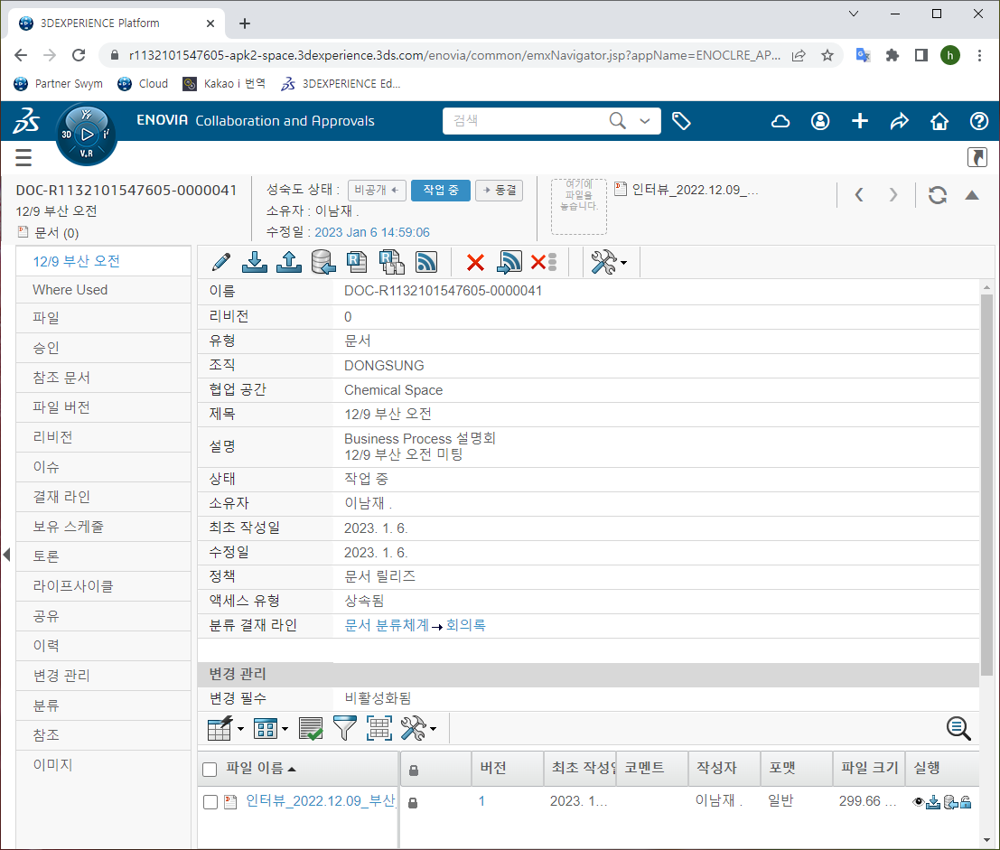 3DEXPERIENCE Platform
r1132101547605-apk2-space.3dexperience.3ds.com/enovia/common/emxNavigator.jsp?appName=ENOCLRE_AP...
h
Partner Swym
Cloud
Kakao i 번역
3DEXPERIENCE Ed...
3D
V.R
ENOVIA Collaboration and Approvals
검색
DOC-R1132101547605-0000041
12/9 부산 오전
문서 (0)
성숙도 상태 : 비공개 작업 중 동결
소유자 : 이남재 .
수정일 : 2023 Jan 6 14:59:06
여기에
파일을
놓습니다.
인터뷰_2022.12.09_...
12/9 부산 오전
Where Used
파일
승인
참조 문서
파일 버전
리비전
이슈
결재 라인
보유 스케줄
토론
라이프사이클
공유
이력
변경 관리
분류
참조
이미지
이름 DOC-R1132101547605-0000041
리비전 0
유형 문서
조직 DONGSUNG
협업 공간 Chemical Space
제목 12/9 부산 오전
설명 Business Process 설명회
12/9 부산 오전 미팅
상태 작업 중
소유자 이남재 .
최초 작성일 2023. 1. 6.
수정일 2023. 1. 6.
정책 문서 릴리즈
액세스 유형 상속됨
분류 결재 라인 문서 분류체계 회의록
변경 관리
변경 필수 비활성화됨
파일 이름 버전 최초 작성일 코멘트 작성자 포맷 파일 크기 실행
인터뷰_2022.12.09_부산_ 1 2023. 1... 이남재 . 일반 299.66 ...